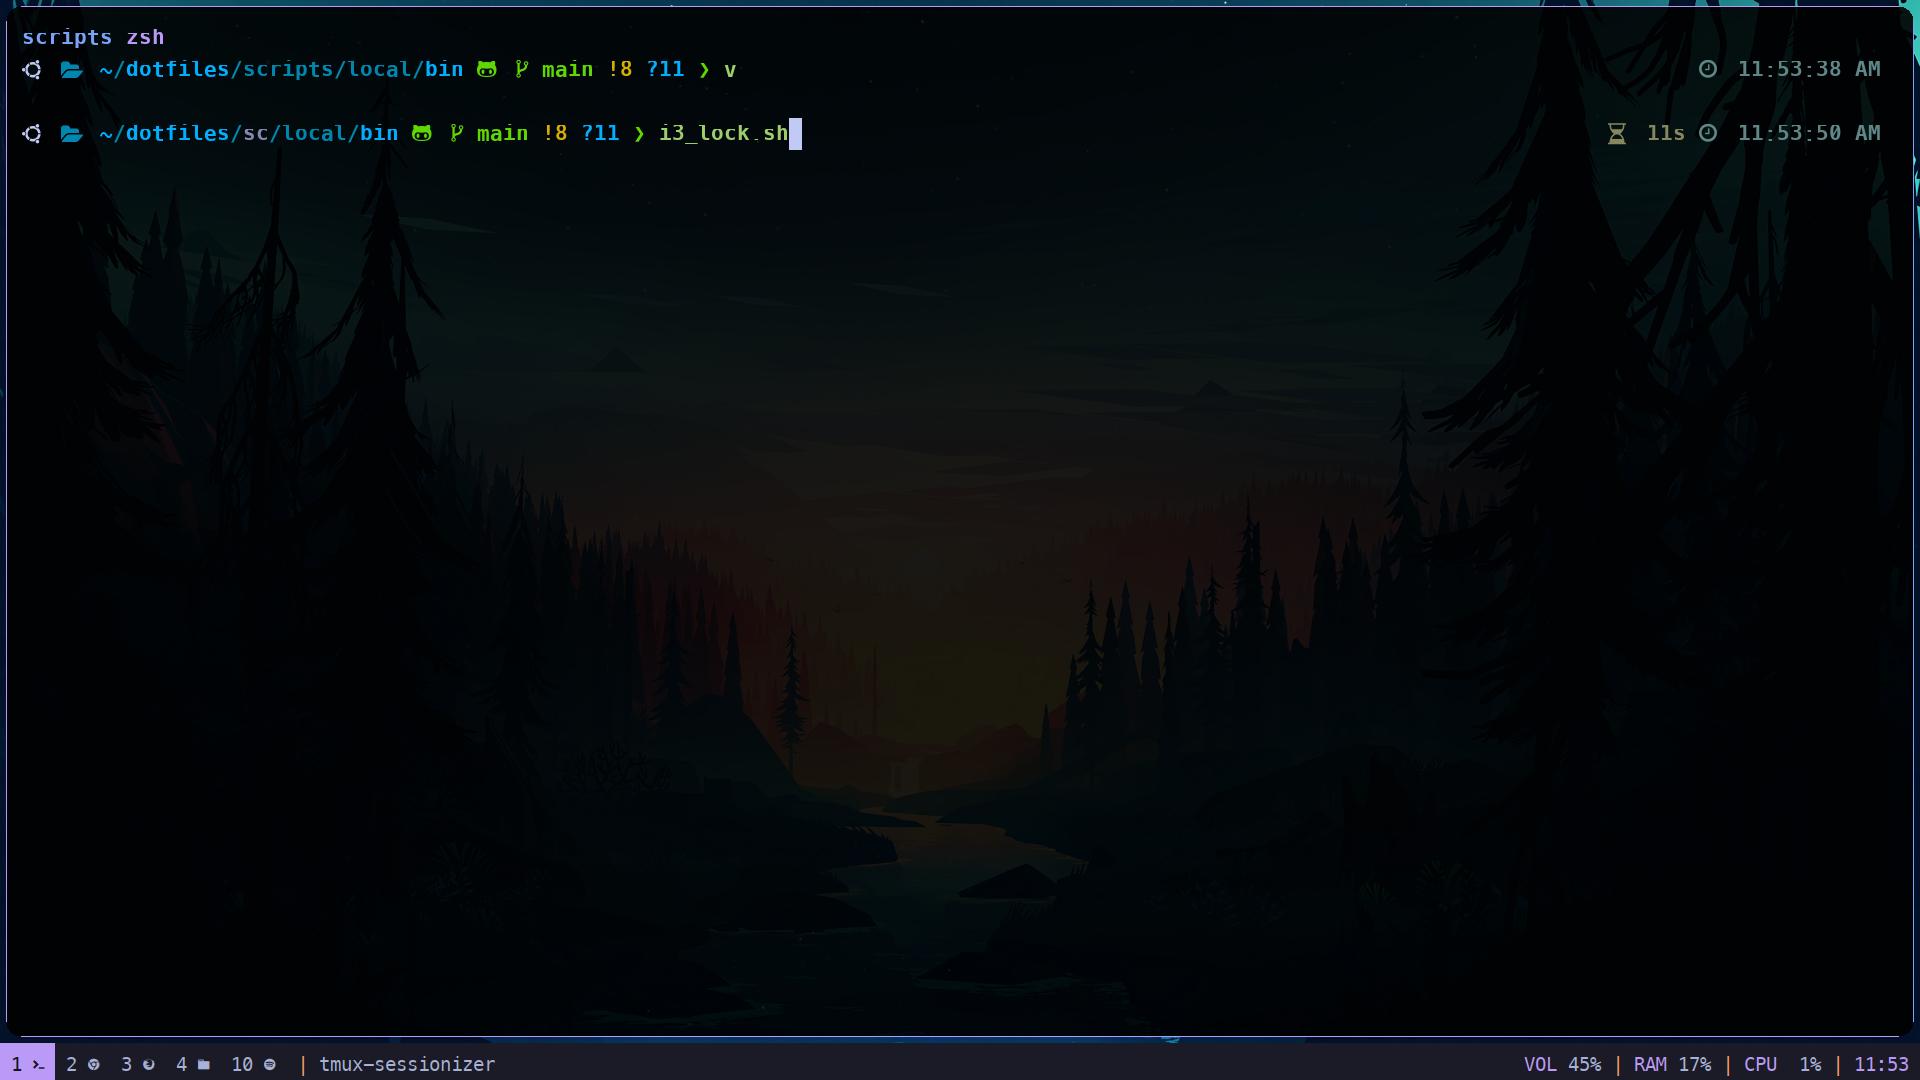 scripts zsh
~/dotfiles/scripts/local/bin main !8 ?11 ❯ v 11:53:38 AM
~/dotfiles/sc/local/bin main !8 ?11 ❯ i3_lock.sh 11s 11:53:50 AM
1 2 3 4 10 | tmux-sessionizer VOL 45% | RAM 17% | CPU 1% | 11:53